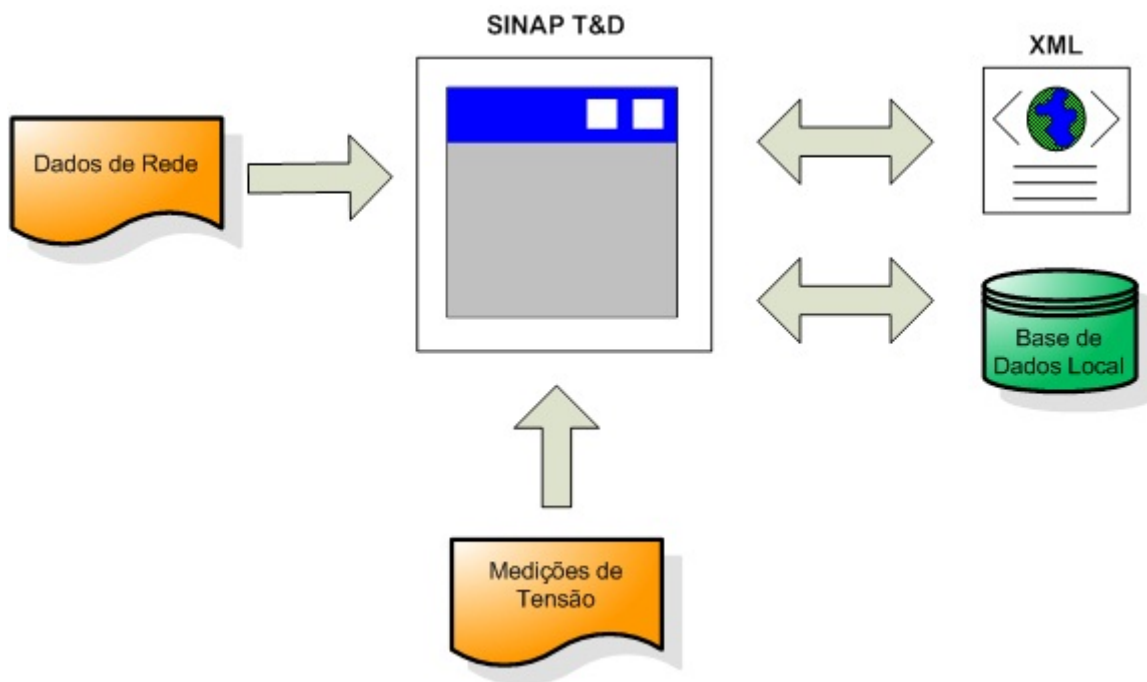 SINAP T&D
XML
Dados de Rede
Base de
Dados Local
Medições de
Tensão